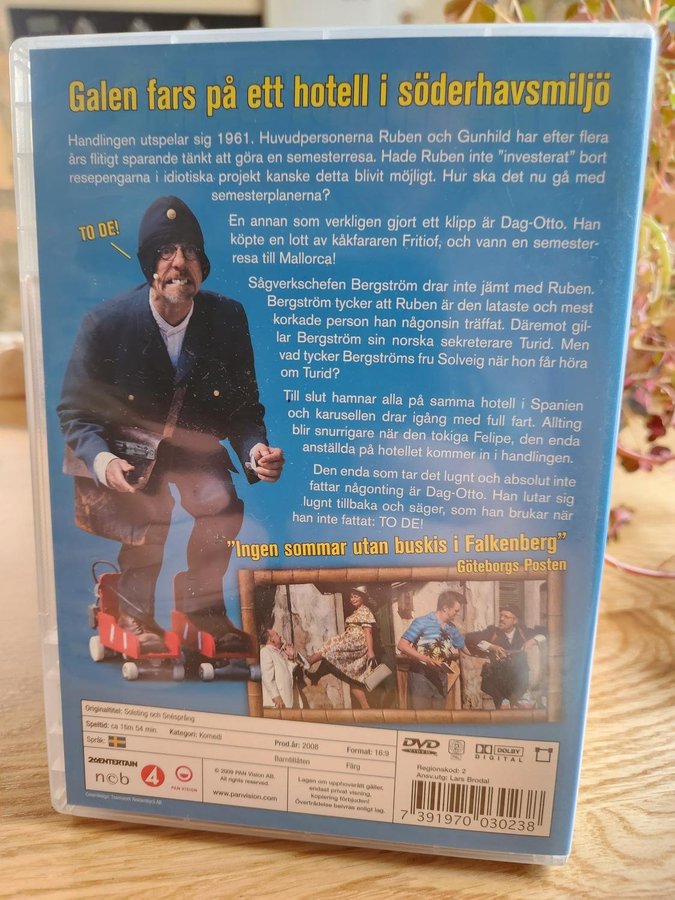 Galen fars på ett hotell i söderhavsmiljö
Handlingen utspelar sig 1961. Huvudpersonerna Ruben och Gunhild har efter flera
års flitigt sparande tänkt att göra en semesterresa. Hade Ruben inte "investerat" bort
resepengarna i idiotiska projekt kanske detta blivit möjligt. Hur ska det nu gå med
semesterplanerna?
TO DE!
En annan som verkligen gjort ett klipp är Dag-Otto. Han
köpte en lott av kåkfararen Fritiof, och vann en semester-
resa till Mallorca!
Sågverkschefen Bergström drar inte jämt med Ruben.
Bergström tycker att Ruben är den lataste och mest
korkade person han någonsin träffat. Däremot gil-
lar Bergström sin norska sekreterare Turid. Men
vad tycker Bergströms fru Solveig när hon får höra
om Turid?
Till slut hamnar alla på samma hotell i Spanien
och karusellen drar igång med full fart. Allting
blir snurrigare när den tokiga Felipe, den enda
anställda på hotellet kommer in i handlingen.
Den enda som tar det lugnt och absolut inte
fattar någonting är Dag-Otto. Han lutar sig
lugnt tillbaka och säger, som han brukar när
han inte fattat: TO DE!
"Ingen sommar utan buskis i Falkenberg"
Göteborgs Posten
Originaltitel: Solsting och Snésprång
Speltid: ca 1tim 54 min. Kategori: Komedi
Prod.år: 2008
Format: 16:9
Språk:
Barntillåten
Färg
2ENTERTAIN
ncb
4
PAN VISION
© 2009 PAN Vision AB.
All rights reserved.
www.panvision.com
Lagen om upphovsrätt gäller,
endast privat visning,
kopiering förbjuden!
Överträdelse beivras enligt lag.
DVD
VIDEO
DOLBY
DIGITAL
Regionskod: 2
Ansv.utg: Lars Brodal
7 391970 030238